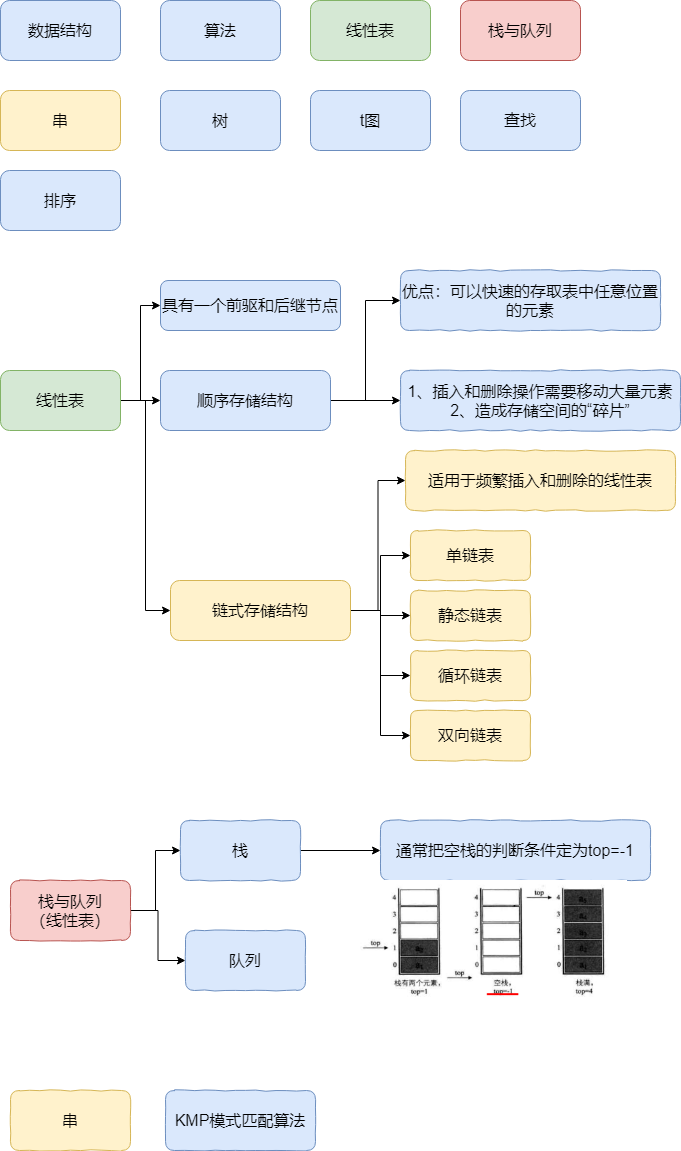 数据结构
算法
线性表
栈与队列
串
树
t图
查找
排序
具有一个前驱和后继节点
优点：可以快速的存取表中任意位置
的元素
线性表
顺序存储结构
1、插入和删除操作需要移动大量元素
2、造成存储空间的“碎片”
适用于频繁插入和删除的线性表
单链表
链式存储结构
静态链表
循环链表
双向链表
栈
通常把空栈的判断条件定为top=-1
栈与队列
（线性表）
队列
4
3
2
1
0
top
栈有两个元素，
top=1
4
3
2
1
0
top
空栈，
top=-1
top
4
3
2
1
0
栈满，
top=4
串
KMP模式匹配算法